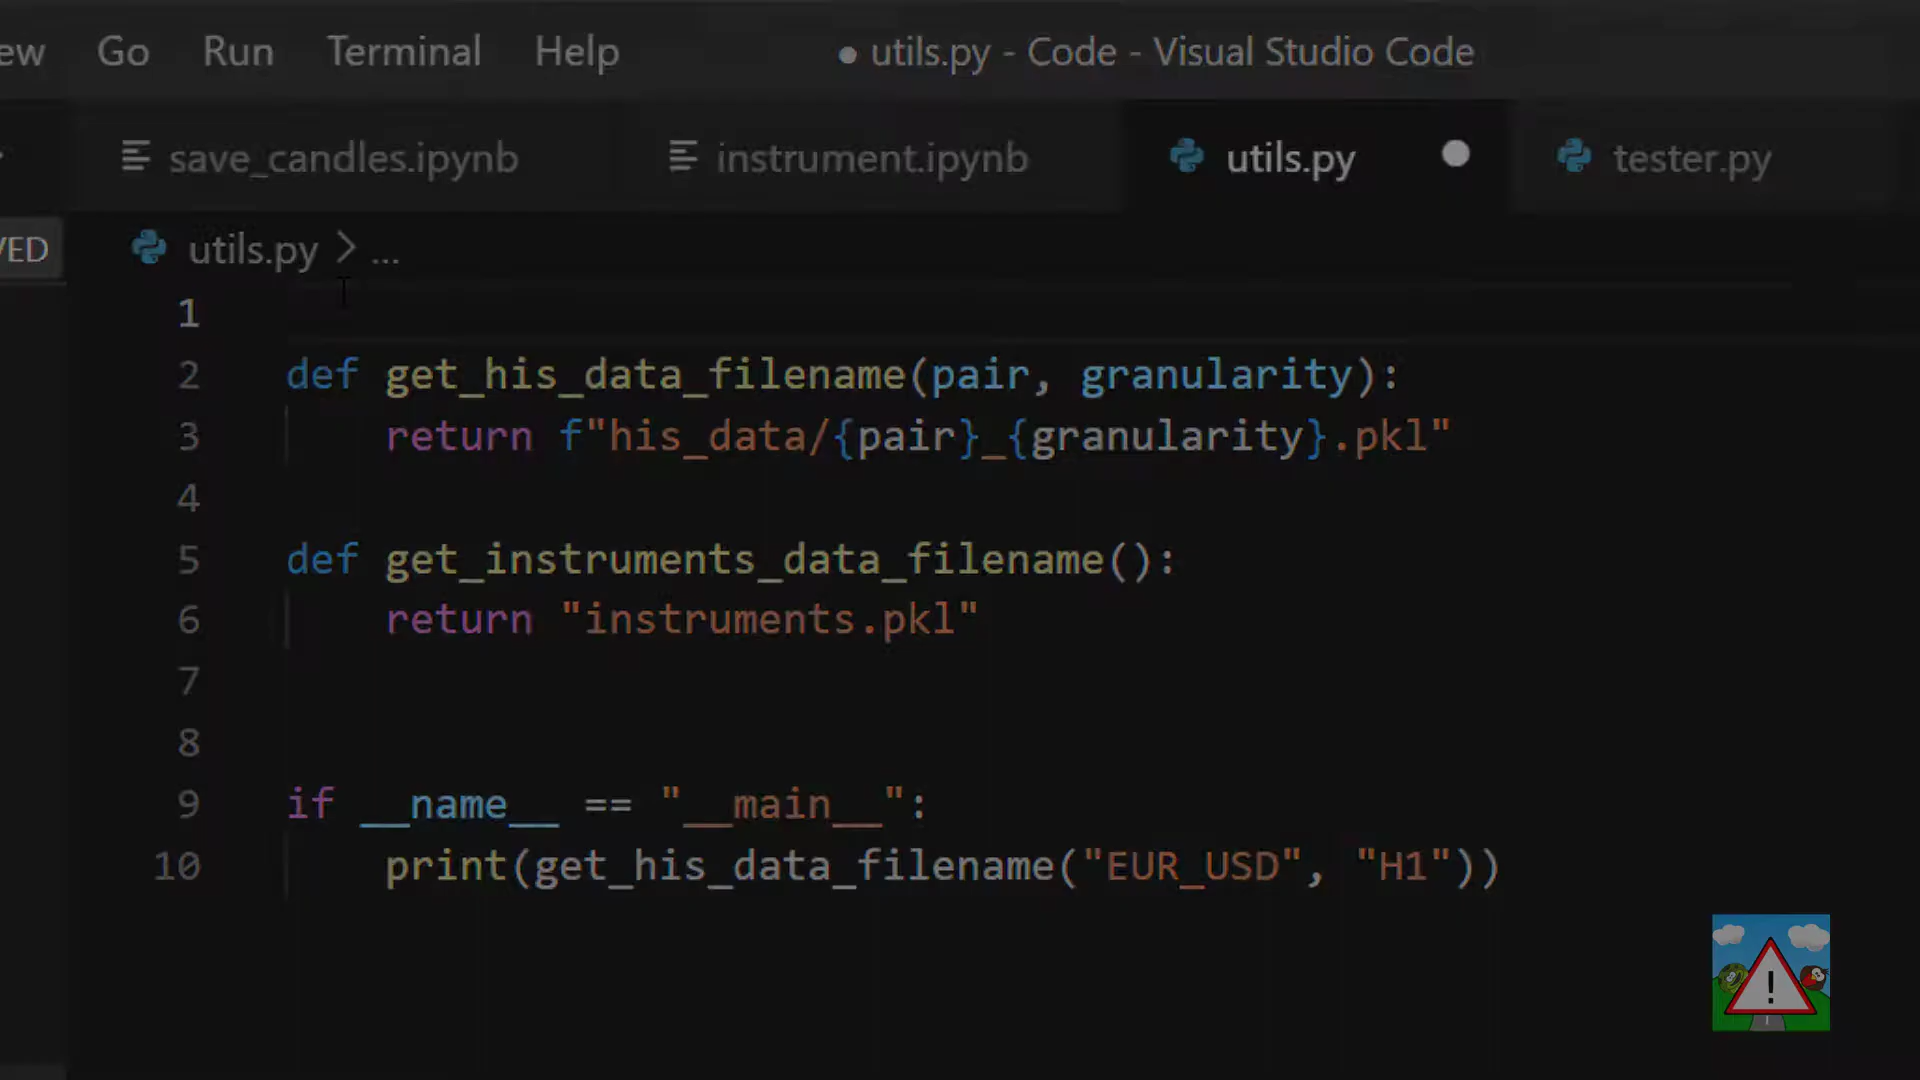 Go Run Terminal Help utils.py - Code - Visual Studio Code
save_candles.ipynb instrument.ipynb utils.py tester.py
utils.py > ...
1
2 def get_his_data_filename(pair, granularity):
3 return f"his_data/{pair}_{granularity}.pkl"
4
5 def get_instruments_data_filename():
6 return "instruments.pkl"
7
8
9 if __name__ == "__main__":
10 print(get_his_data_filename("EUR_USD", "H1"))
!